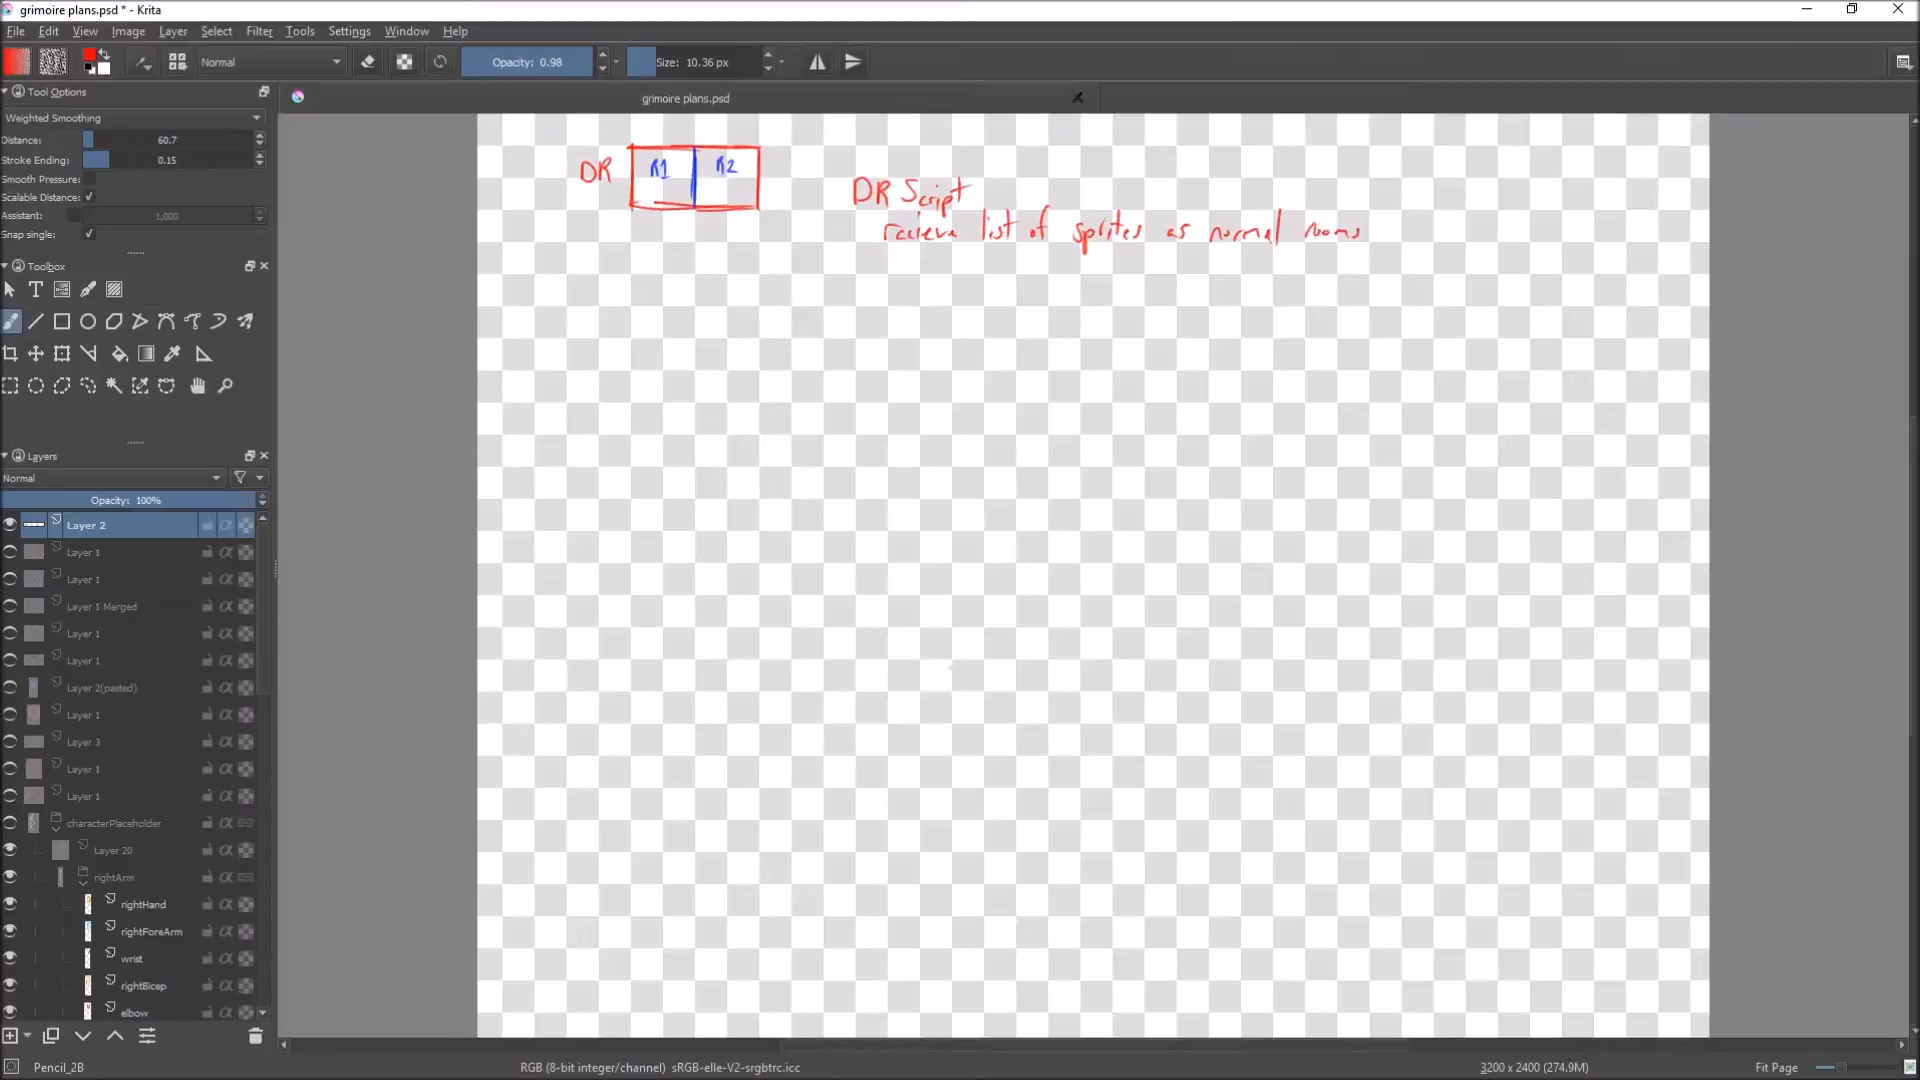 grimoire plans.psd * - Krita
File Edit View Image Layer Select Filter Tools Settings Window Help
Normal
Opacity: 0.98
Size: 10.36 px
Tool Options
grimoire plans.psd
Weighted Smoothing
Distance: 60.7
Stroke Ending: 0.15
Smooth Pressure:
Scalable Distance:
Assistant: 1,000
Snap single:
Toolbox
DR R1 R2
DR Script
recieve list of sprites as normal rooms
Layers
Normal
Opacity: 100%
Layer 2
Layer 1
Layer 1
Layer 1 Merged
Layer 1
Layer 1
Layer 2(pasted)
Layer 1
Layer 3
Layer 1
Layer 1
characterPlaceholder
Layer 20
rightArm
rightHand
rightForeArm
wrist
rightBicep
elbow
Pencil_2B
RGB (8-bit integer/channel) sRGB-elle-V2-srgbtrc.icc
3200 x 2400 (274.9M)
Fit Page